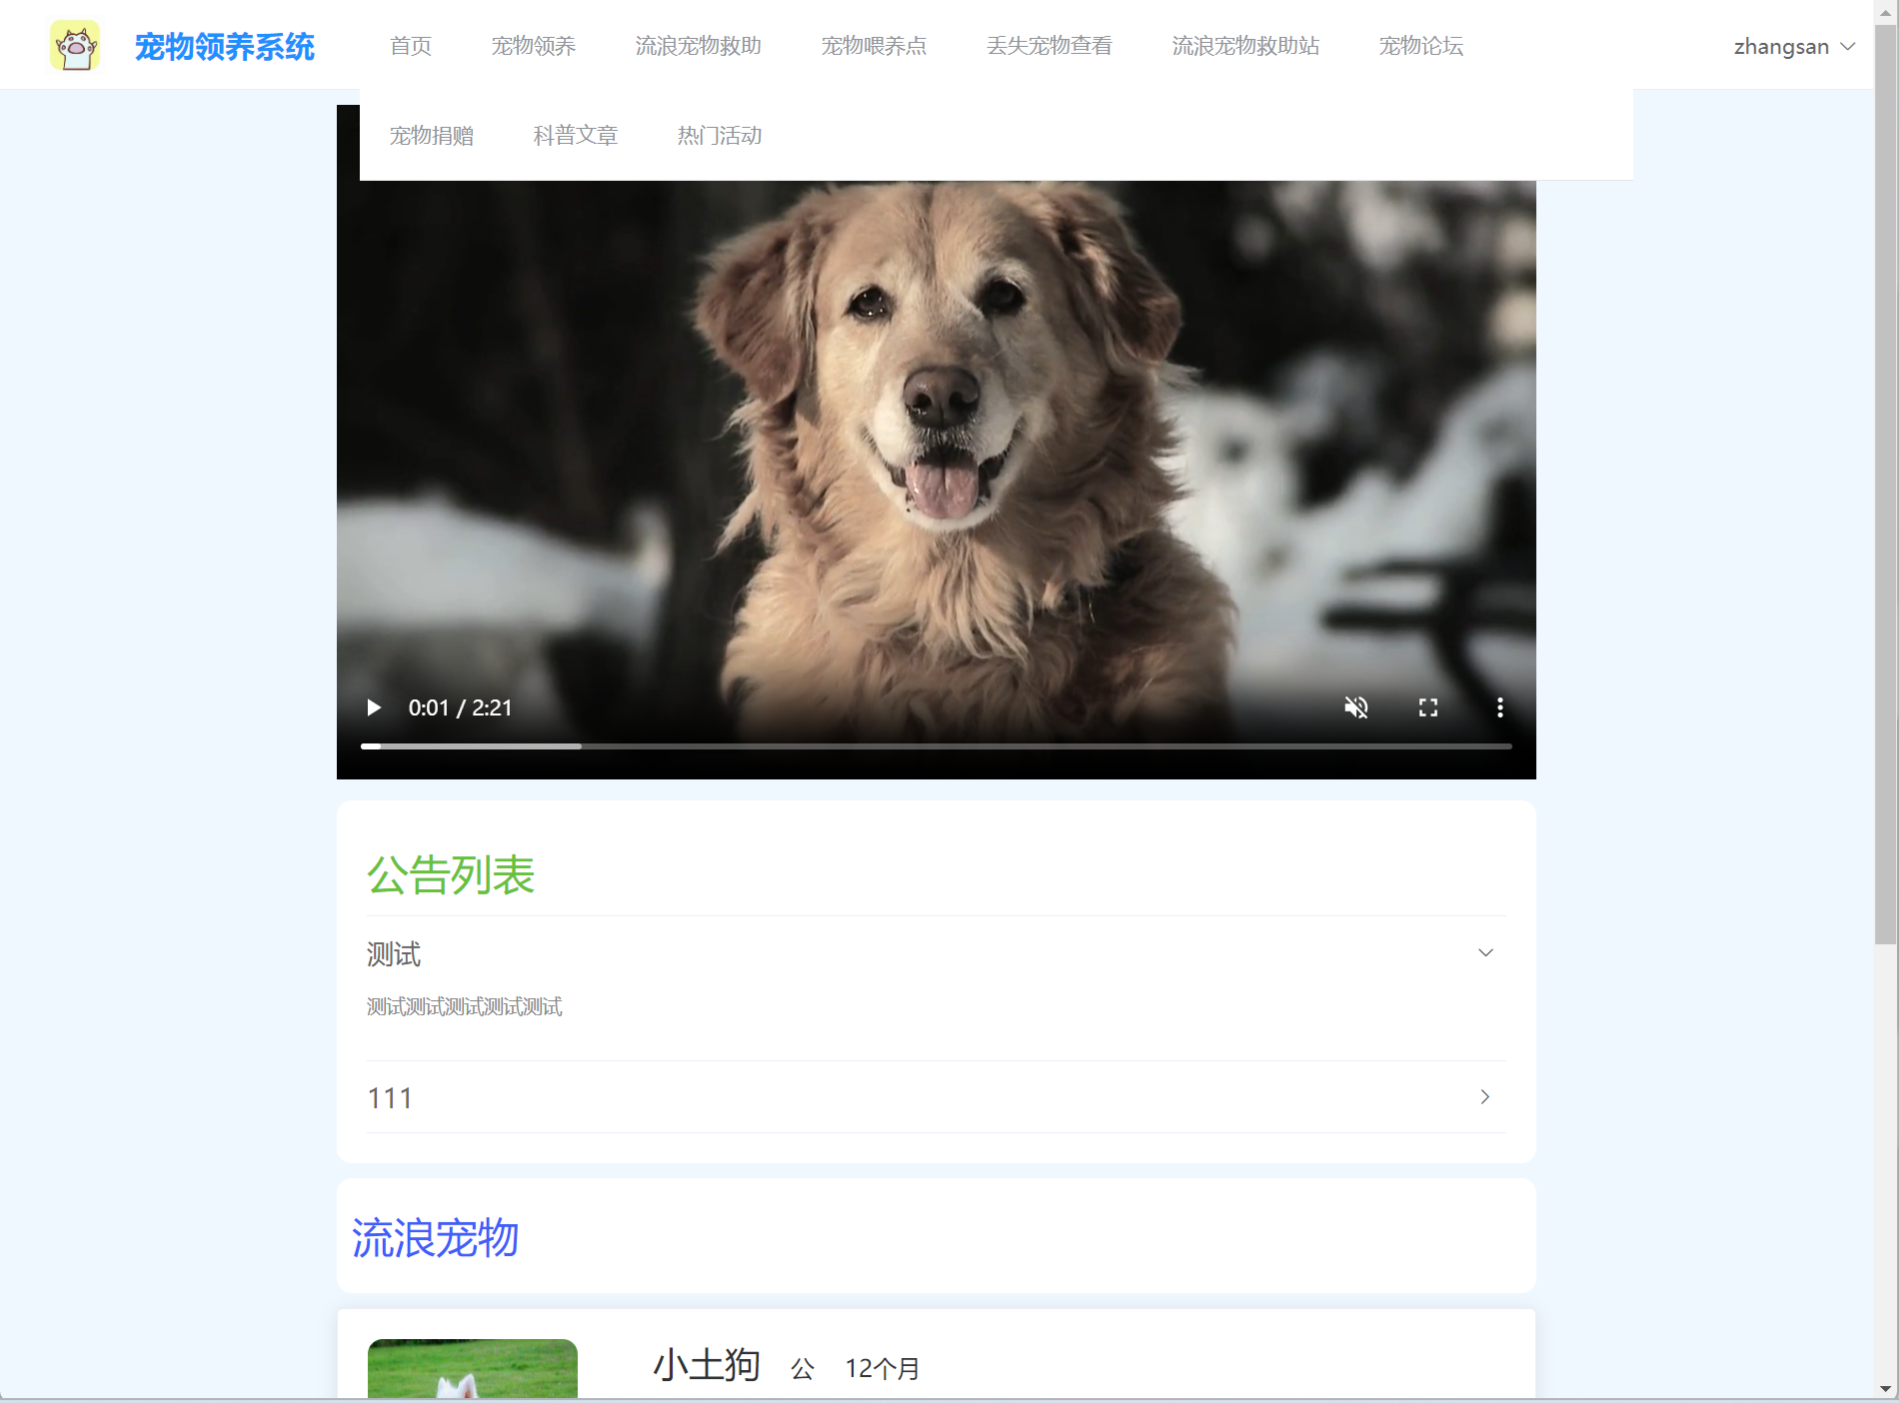 宠物领养系统 首页 宠物领养 流浪宠物救助 宠物喂养点 丢失宠物查看 流浪宠物救助站 宠物论坛 zhangsan
宠物捐赠 科普文章 热门活动
0:01 / 2:21
公告列表
测试
测试测试测试测试测试
111
流浪宠物
小土狗 公 12个月